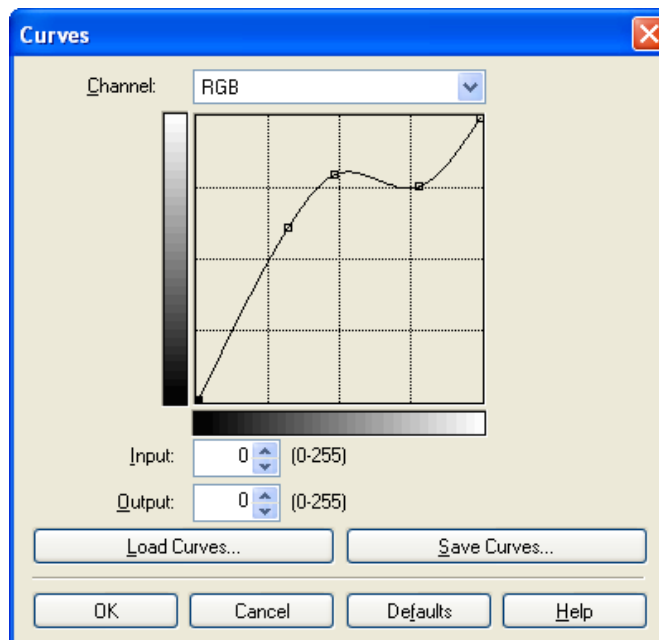 Curves
Channel: RGB
Input: 0 (0-255)
Output: 0 (0-255)
Load Curves... Save Curves...
OK Cancel Defaults Help